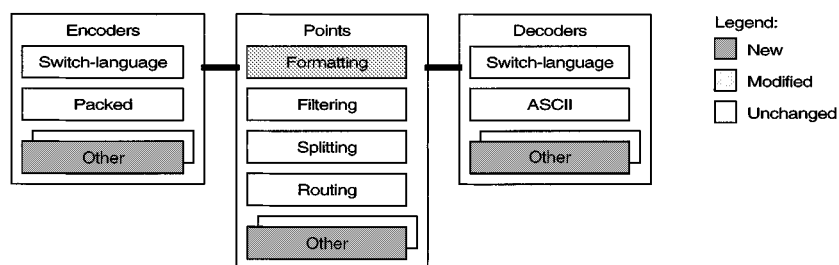 Encoders
Switch-language
Packed
Other
Points
Formatting
Filtering
Splitting
Routing
Other
Decoders
Switch-language
ASCII
Other
Legend:
New
Modified
Unchanged